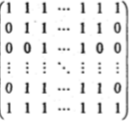 1 1 1 ⋯ 1 1 1
0 1 1 ⋯ 1 1 0
0 0 1 ⋯ 1 0 0
⋮ ⋮ ⋮ ⋱ ⋮ ⋮ ⋮
0 1 1 ⋯ 1 1 0
1 1 1 ⋯ 1 1 1